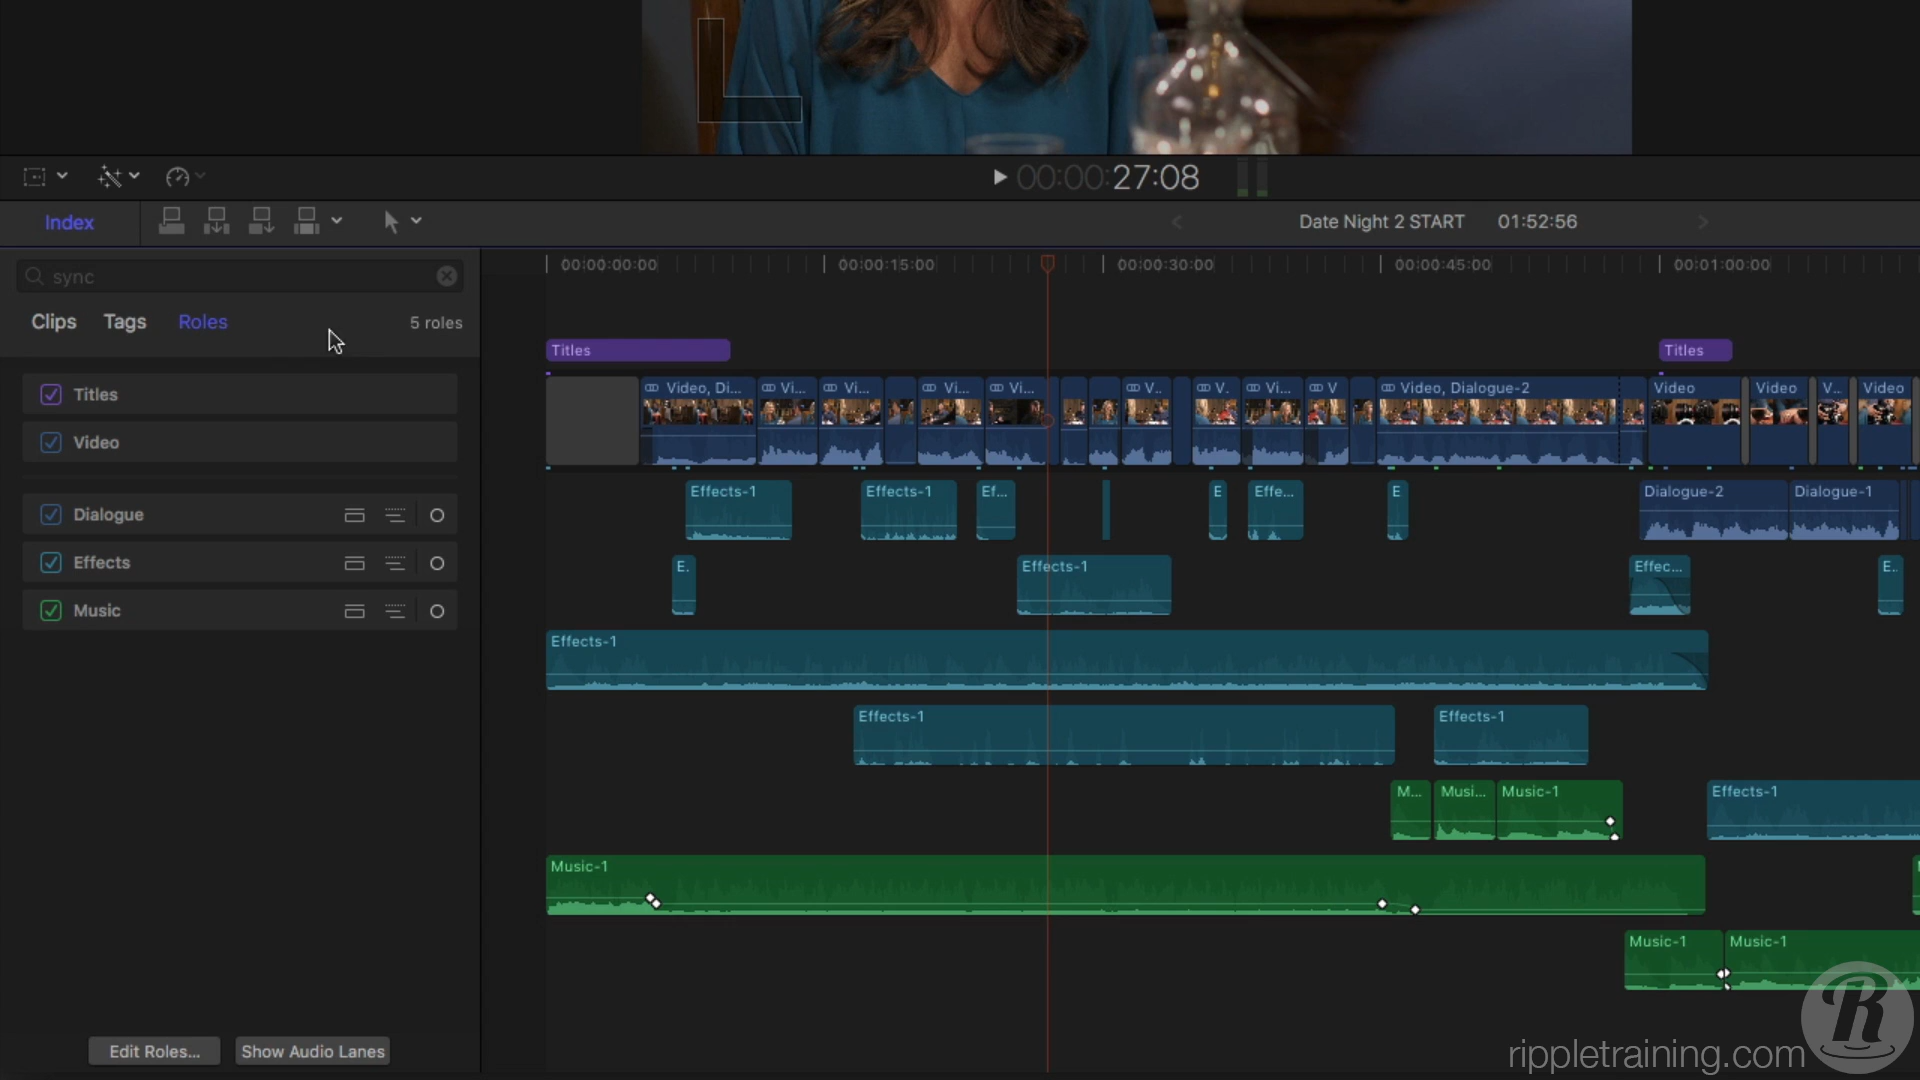 00:00:00:27:08
Index
Date Night 2 START 01:52:56
sync
00:00:00:00 00:00:15:00 00:00:30:00 00:00:45:00 00:01:00:00
Clips Tags Roles 5 roles
Titles Titles
Titles
Video
Video, Di... Vi... Vi... Vi... Vi... V... V. Vi... V Video, Dialogue-2 Video Video V... Video
Effects-1 Effects-1 Ef... E Effe... E Dialogue-2 Dialogue-1
Dialogue
Effects
Music
E. Effects-1 Effec... E..
Effects-1
Effects-1 Effects-1
M... Musi... Music-1 Effects-1
Music-1
Music-1 Music-1
Edit Roles... Show Audio Lanes
R
rippletraining.com